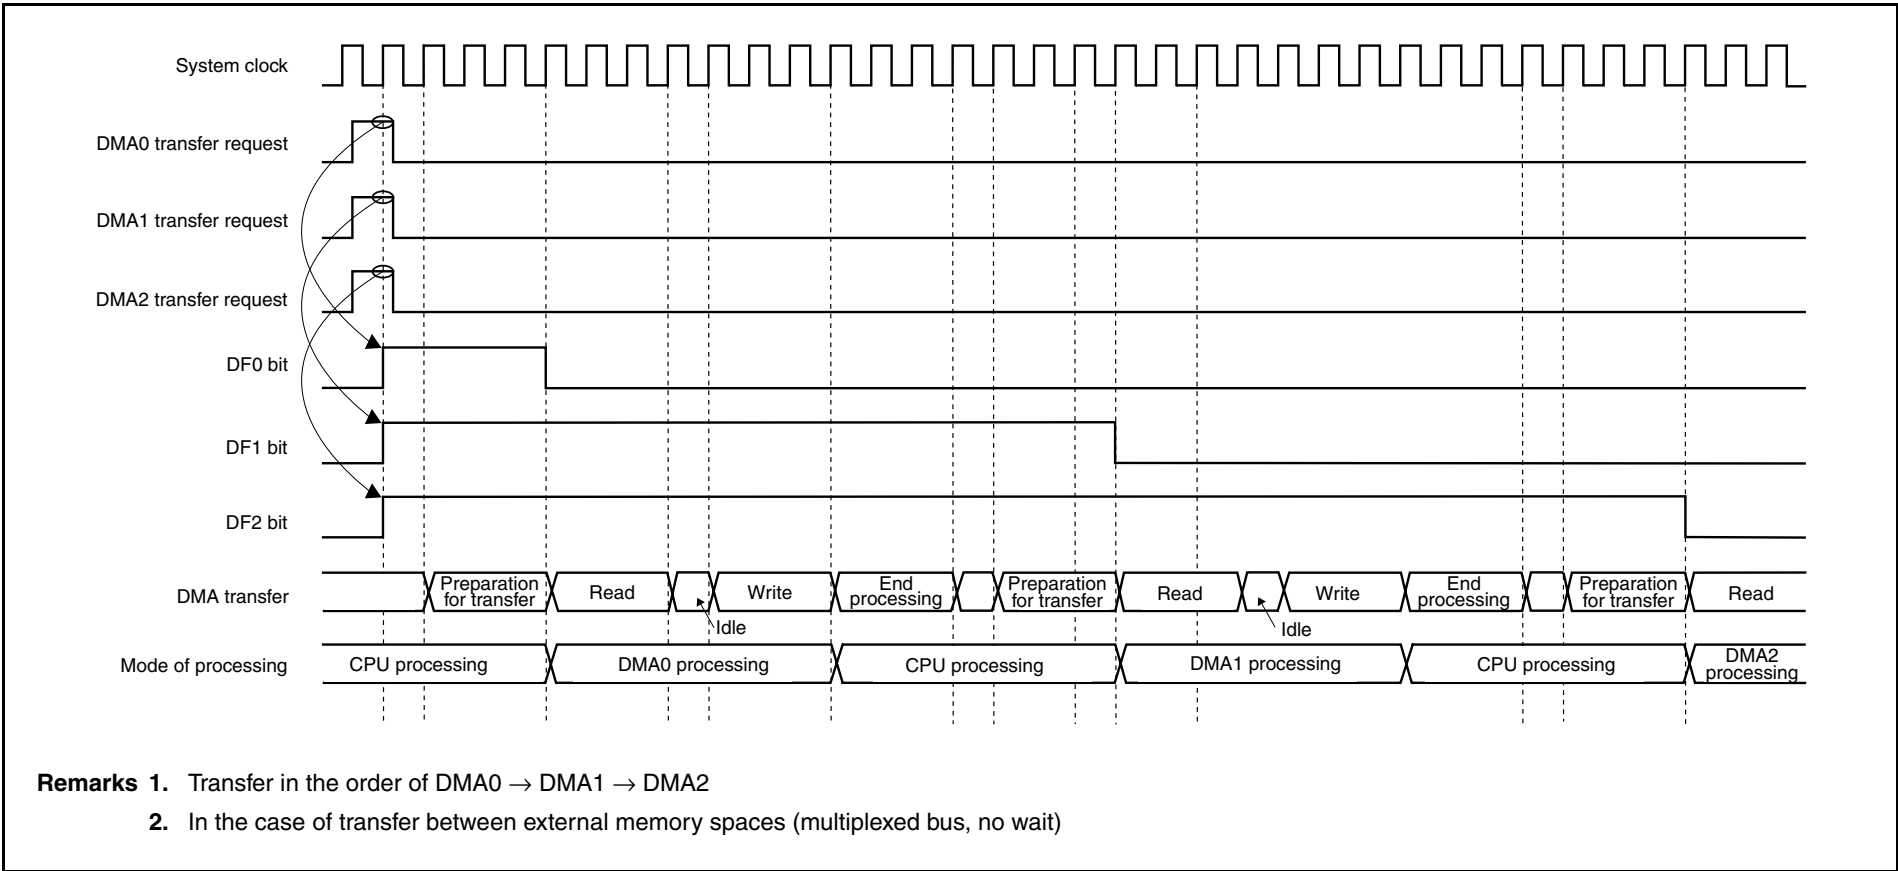 System clock
DMA0 transfer request
DMA1 transfer request
DMA2 transfer request
DF0 bit
DF1 bit
DF2 bit
DMA transfer
Preparation
for transfer
Read
Write
End
processing
Preparation
for transfer
Read
Write
End
processing
Preparation
for transfer
Read
Idle
Idle
Mode of processing
CPU processing
DMA0 processing
CPU processing
DMA1 processing
CPU processing
DMA2
processing
Remarks 1. Transfer in the order of DMA0 → DMA1 → DMA2
2. In the case of transfer between external memory spaces (multiplexed bus, no wait)